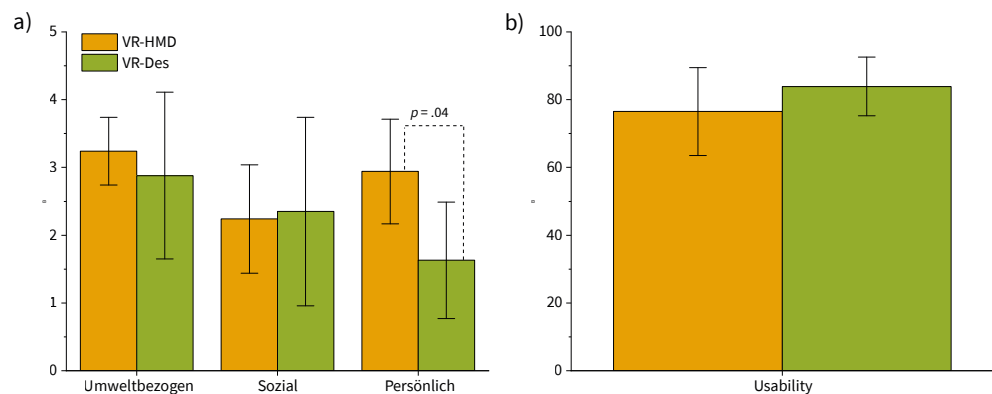 a)
5
4
3
2
1
0
VR-HMD
VR-Des
p = .04
Umweltbezogen
Sozial
Persönlich
b)
100
80
60
40
20
0
Usability